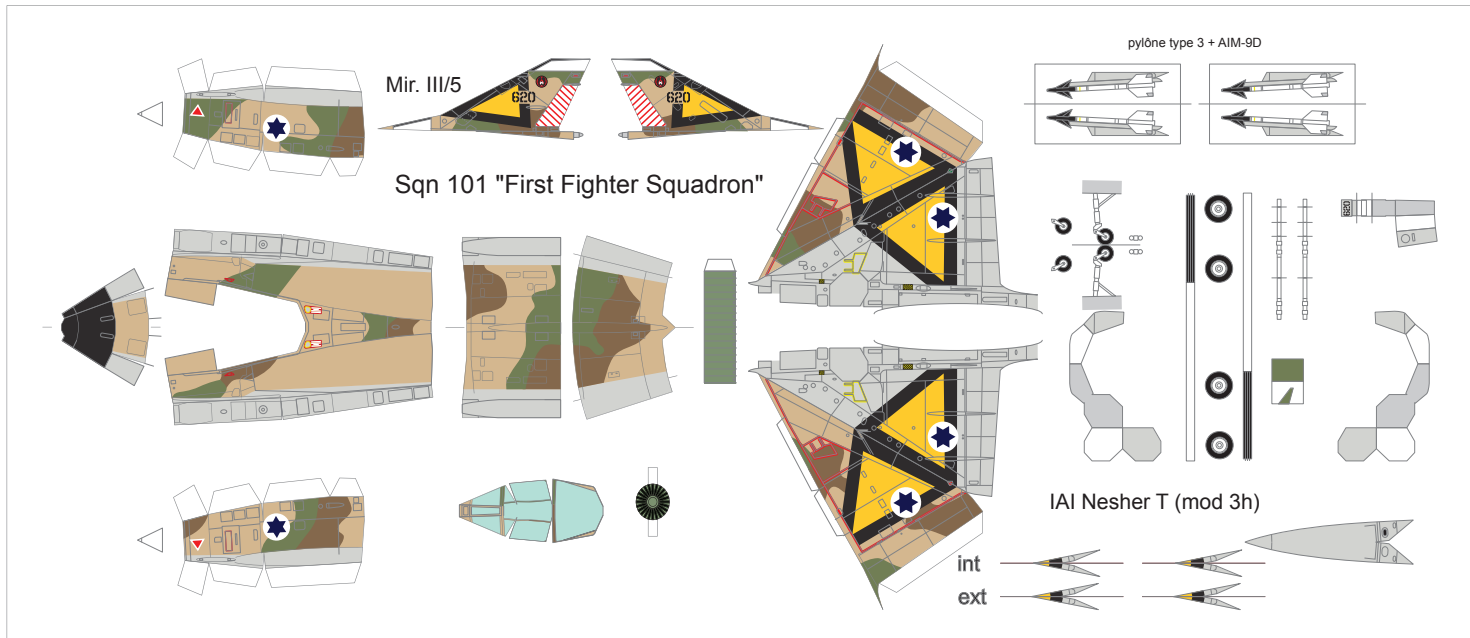 pylône type 3 + AIM-9D
Mir. III/5
620
620
Sqn 101 "First Fighter Squadron"
620
IAI Nesher T (mod 3h)
int
ext